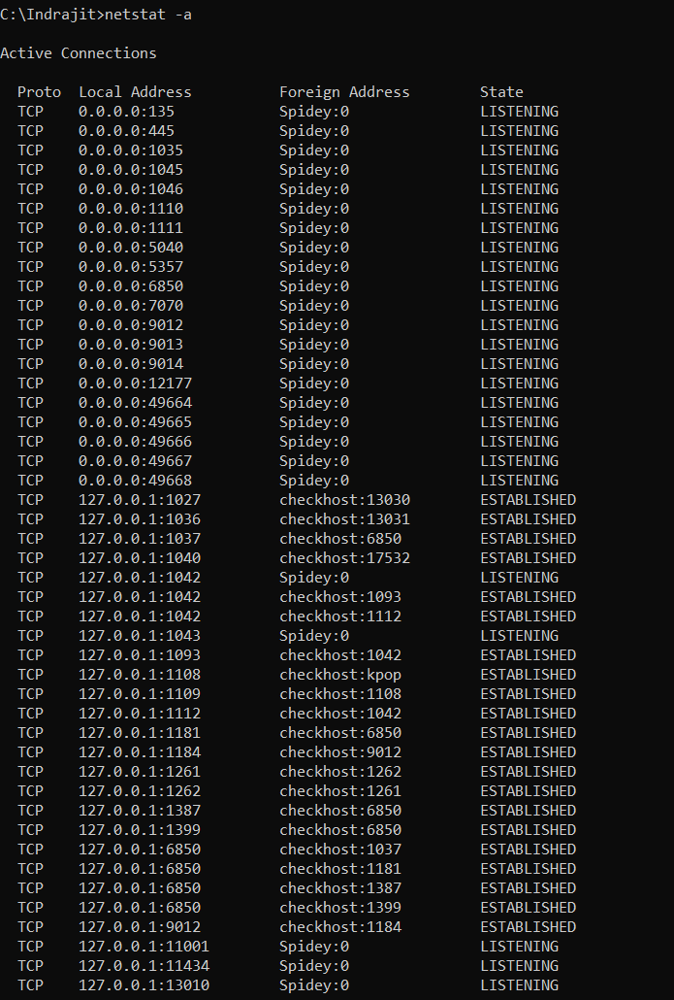 C:\Indrajit>netstat -a
Active Connections
Proto  Local Address          Foreign Address        State
TCP    0.0.0.0:135            Spidey:0               LISTENING
TCP    0.0.0.0:445            Spidey:0               LISTENING
TCP    0.0.0.0:1035           Spidey:0               LISTENING
TCP    0.0.0.0:1045           Spidey:0               LISTENING
TCP    0.0.0.0:1046           Spidey:0               LISTENING
TCP    0.0.0.0:1110           Spidey:0               LISTENING
TCP    0.0.0.0:1111           Spidey:0               LISTENING
TCP    0.0.0.0:5040           Spidey:0               LISTENING
TCP    0.0.0.0:5357           Spidey:0               LISTENING
TCP    0.0.0.0:6850           Spidey:0               LISTENING
TCP    0.0.0.0:7070           Spidey:0               LISTENING
TCP    0.0.0.0:9012           Spidey:0               LISTENING
TCP    0.0.0.0:9013           Spidey:0               LISTENING
TCP    0.0.0.0:9014           Spidey:0               LISTENING
TCP    0.0.0.0:12177          Spidey:0               LISTENING
TCP    0.0.0.0:49664          Spidey:0               LISTENING
TCP    0.0.0.0:49665          Spidey:0               LISTENING
TCP    0.0.0.0:49666          Spidey:0               LISTENING
TCP    0.0.0.0:49667          Spidey:0               LISTENING
TCP    0.0.0.0:49668          Spidey:0               LISTENING
TCP    127.0.0.1:1027         checkhost:13030        ESTABLISHED
TCP    127.0.0.1:1036         checkhost:13031        ESTABLISHED
TCP    127.0.0.1:1037         checkhost:6850         ESTABLISHED
TCP    127.0.0.1:1040         checkhost:17532        ESTABLISHED
TCP    127.0.0.1:1042         Spidey:0               LISTENING
TCP    127.0.0.1:1042         checkhost:1093         ESTABLISHED
TCP    127.0.0.1:1042         checkhost:1112         ESTABLISHED
TCP    127.0.0.1:1043         Spidey:0               LISTENING
TCP    127.0.0.1:1093         checkhost:1042         ESTABLISHED
TCP    127.0.0.1:1108         checkhost:kpop         ESTABLISHED
TCP    127.0.0.1:1109         checkhost:1108         ESTABLISHED
TCP    127.0.0.1:1112         checkhost:1042         ESTABLISHED
TCP    127.0.0.1:1181         checkhost:6850         ESTABLISHED
TCP    127.0.0.1:1184         checkhost:9012         ESTABLISHED
TCP    127.0.0.1:1261         checkhost:1262         ESTABLISHED
TCP    127.0.0.1:1262         checkhost:1261         ESTABLISHED
TCP    127.0.0.1:1387         checkhost:6850         ESTABLISHED
TCP    127.0.0.1:1399         checkhost:6850         ESTABLISHED
TCP    127.0.0.1:6850         checkhost:1037         ESTABLISHED
TCP    127.0.0.1:6850         checkhost:1181         ESTABLISHED
TCP    127.0.0.1:6850         checkhost:1387         ESTABLISHED
TCP    127.0.0.1:6850         checkhost:1399         ESTABLISHED
TCP    127.0.0.1:9012         checkhost:1184         ESTABLISHED
TCP    127.0.0.1:11001        Spidey:0               LISTENING
TCP    127.0.0.1:11434        Spidey:0               LISTENING
TCP    127.0.0.1:13010        Spidey:0               LISTENING